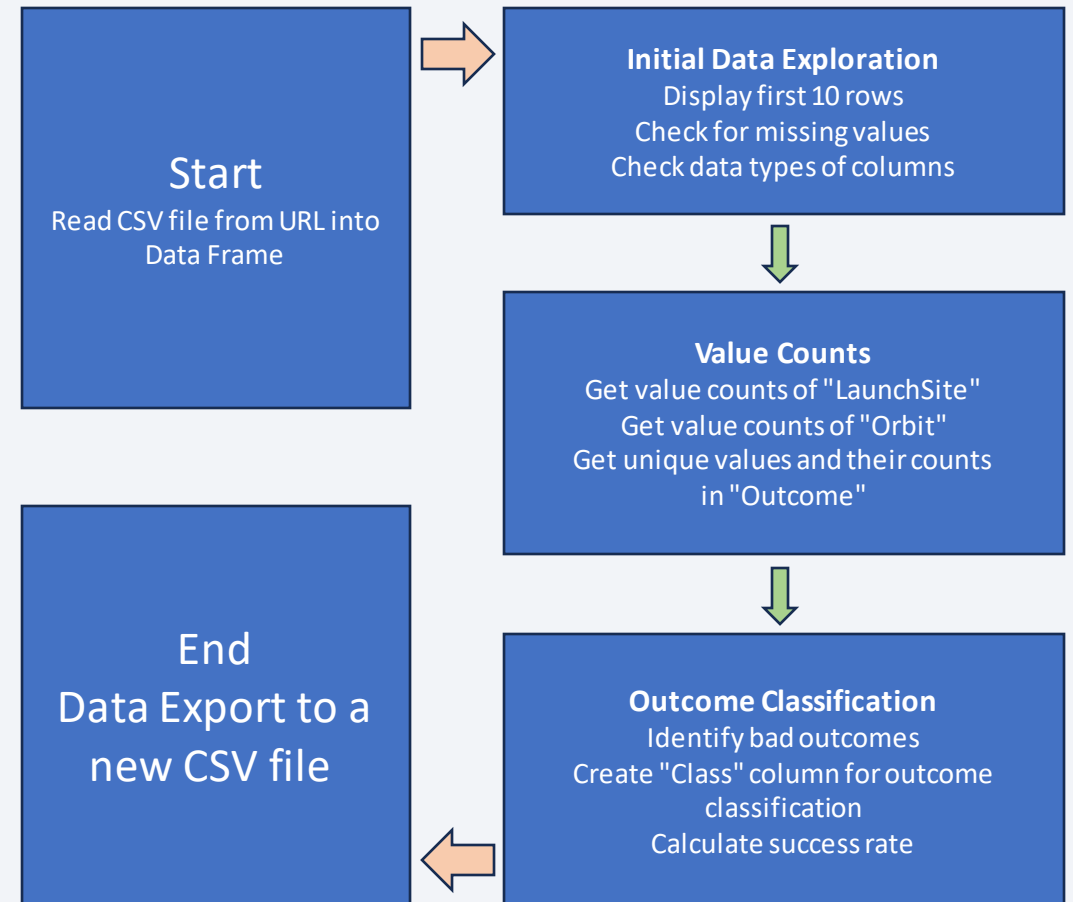 Start
Read CSV file from URL into
Data Frame
Initial Data Exploration
Display first 10 rows
Check for missing values
Check data types of columns
Value Counts
Get value counts of "LaunchSite"
Get value counts of "Orbit"
Get unique values and their counts
in "Outcome"
Outcome Classification
Identify bad outcomes
Create "Class" column for outcome
classification
Calculate success rate
End
Data Export to a
new CSV file